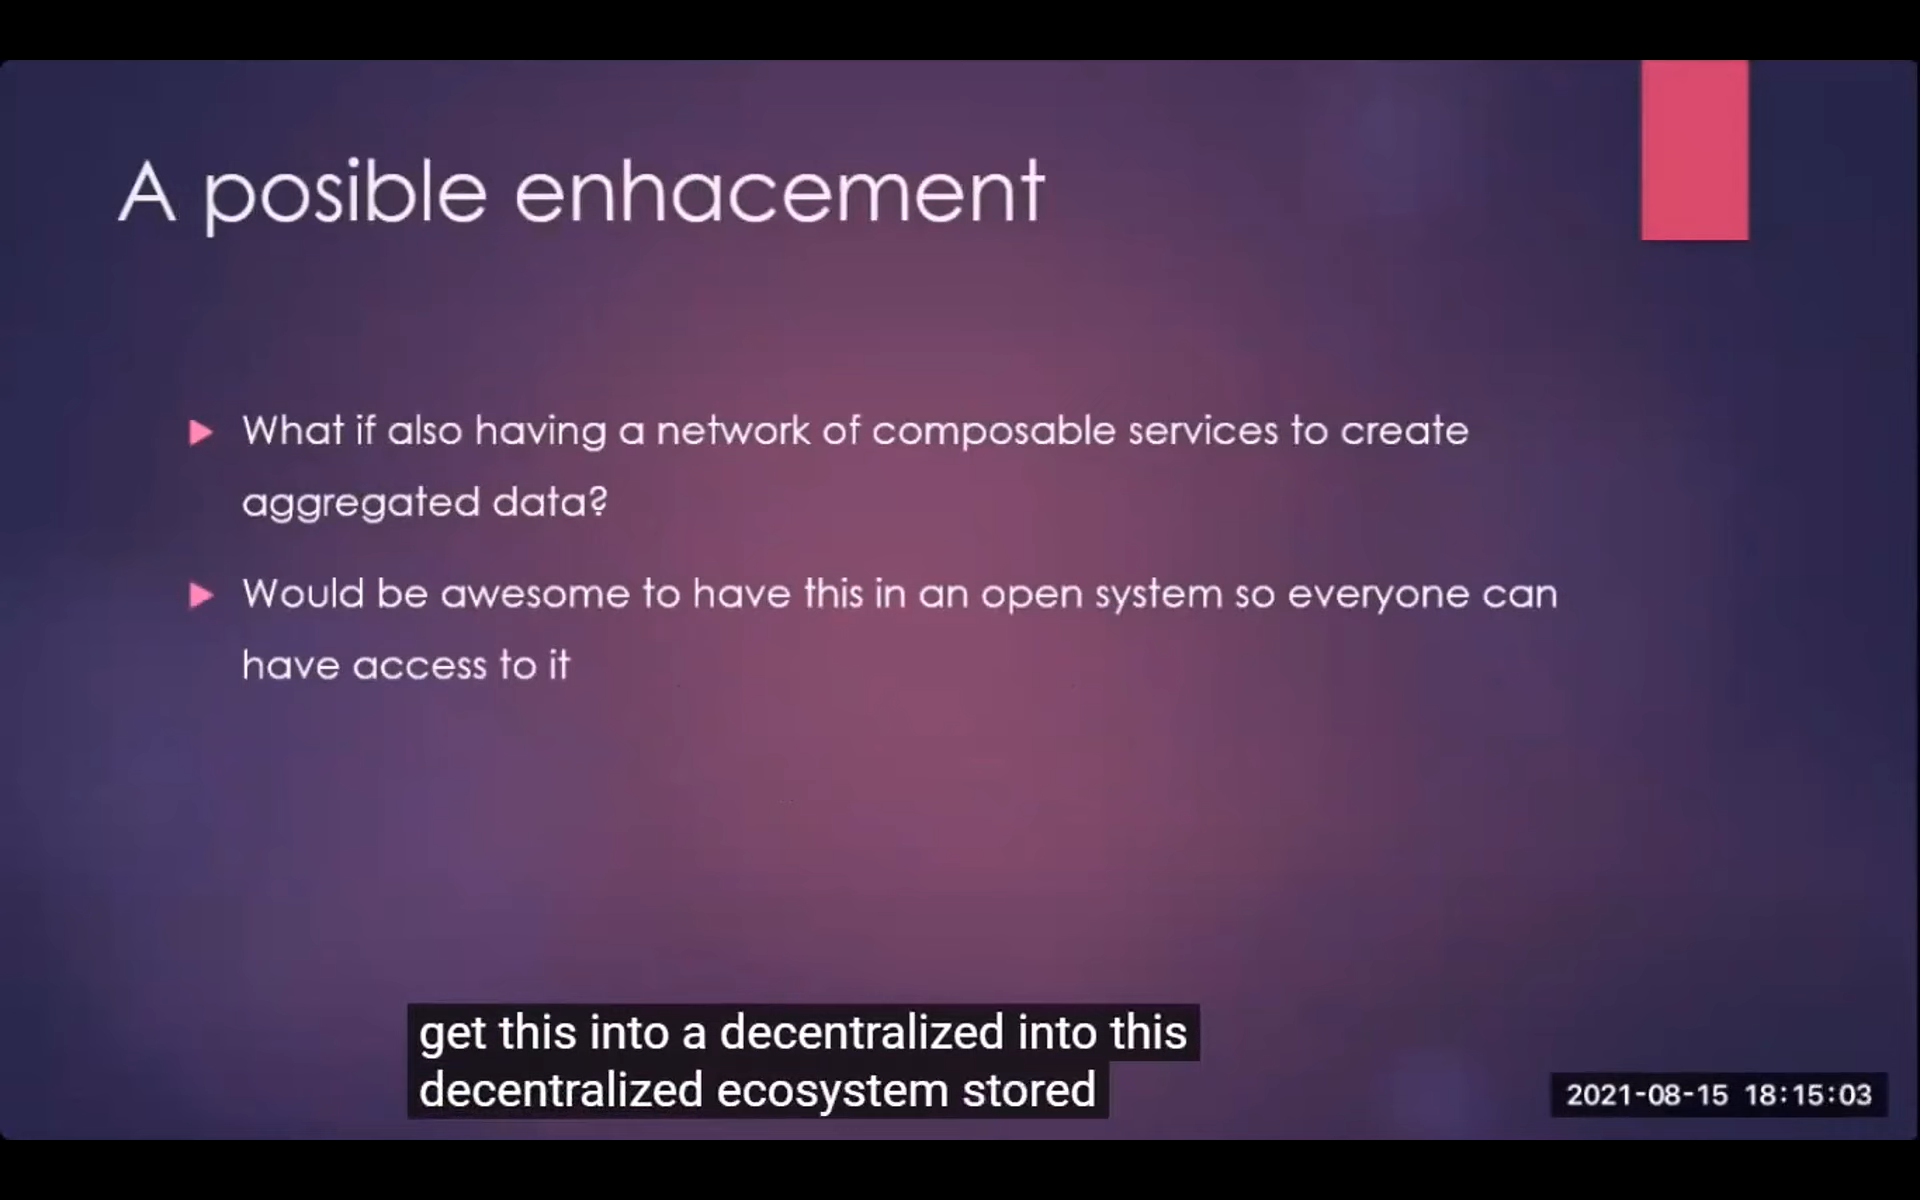 A posible enhacement
What if also having a network of composable services to create
aggregated data?
Would be awesome to have this in an open system so everyone can
have access to it
get this into a decentralized into this
decentralized ecosystem stored
2021-08-15 18:15:03